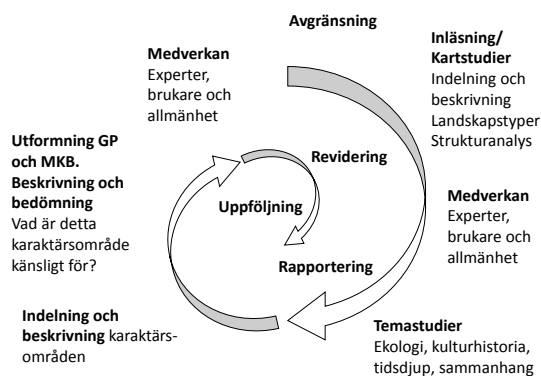 Avgränsning
Inläsning/
Kartstudier
Indelning och
beskrivning
Landskapstyper
Strukturanalys
Medverkan
Experter,
brukare och
allmänhet
Temastudier
Ekologi, kulturhistoria,
tidsdjup, sammanhang
Indelning och
beskrivning karaktärs-
områden
Utformning GP
och MKB.
Beskrivning och
bedömning
Vad är detta
karaktärsområde
känsligt för?
Medverkan
Experter,
brukare och
allmänhet
Revidering
Uppföljning
Rapportering